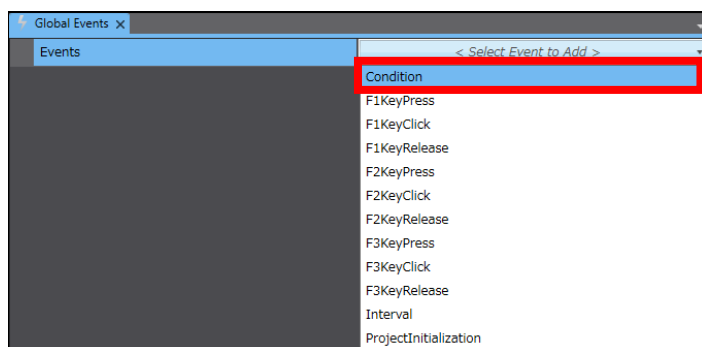 Global Events
Events < Select Event to Add >
Condition
F1KeyPress
F1KeyClick
F1KeyRelease
F2KeyPress
F2KeyClick
F2KeyRelease
F3KeyPress
F3KeyClick
F3KeyRelease
Interval
ProjectInitialization